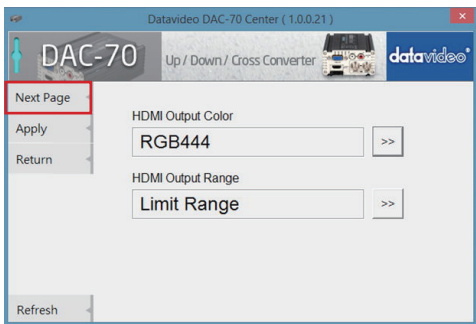 Datavideo DAC-70 Center ( 1.0.0.21 )
DAC-70
Up / Down / Cross Converter
datavideo
Next Page
Apply
Return
Refresh
HDMI Output Color
RGB444
>>
HDMI Output Range
Limit Range
>>